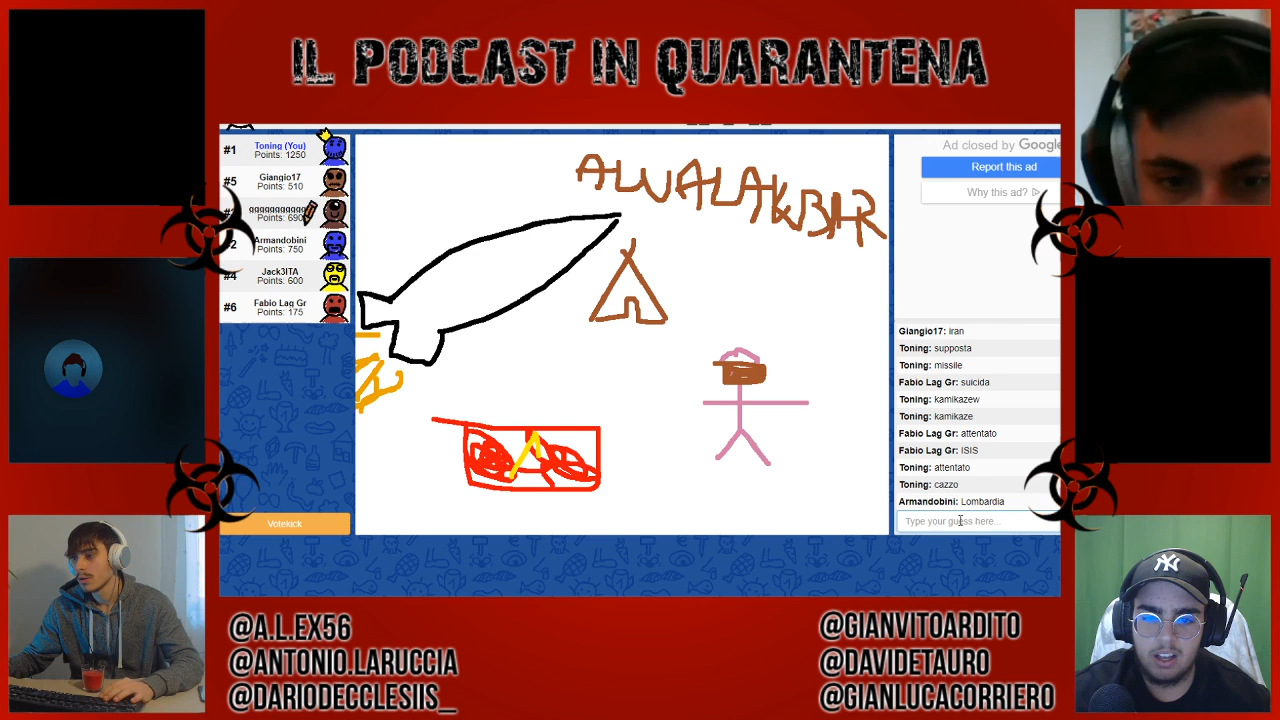 IL PODCAST IN QUARANTENA
#1 Toning (You)
Points: 1250
#5 Giangio17
Points: 510
Points: 690
Armandobini
Points: 750
#4 Jack3ITA
Points: 600
#6 Fabio Lag Gr
Points: 175
Votekick
ALWALAKBAR
Ad closed by Google
Report this ad
Why this ad?
Giangio17: iran
Toning: supposta
Toning: missile
Fabio Lag Gr: suicida
Toning: kamikazew
Toning: kamikaze
Fabio Lag Gr: attentato
Fabio Lag Gr: ISIS
Toning: attentato
Toning: cazzo
Armandobini: Lombardia
Type your guess here...
@A.L.EX56
@ANTONIO.LARUCCIA
@DARIODECCLESIIS_
@GIANVITOARDITO
@DAVIDETAURO
@GIANLUCACORRIERO